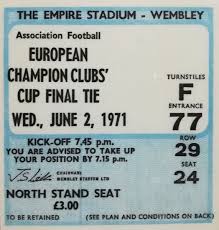 THE EMPIRE STADIUM - WEMBLEY
Association Football
EUROPEAN
CHAMPION CLUBS'
CUP FINAL TIE
WED., JUNE 2, 1971
KICK-OFF 7.45 p.m.
YOU ARE ADVISED TO TAKE UP
YOUR POSITION BY 7.15 p.m.
CHAIRMAN:
WEMBLEY STADIUM LTD
NORTH STAND SEAT
£3.00
TO BE RETAINED
TURNSTILES
F
ENTRANCE
77
ROW
29
SEAT
24
(SEE PLAN AND CONDITIONS ON BACK)